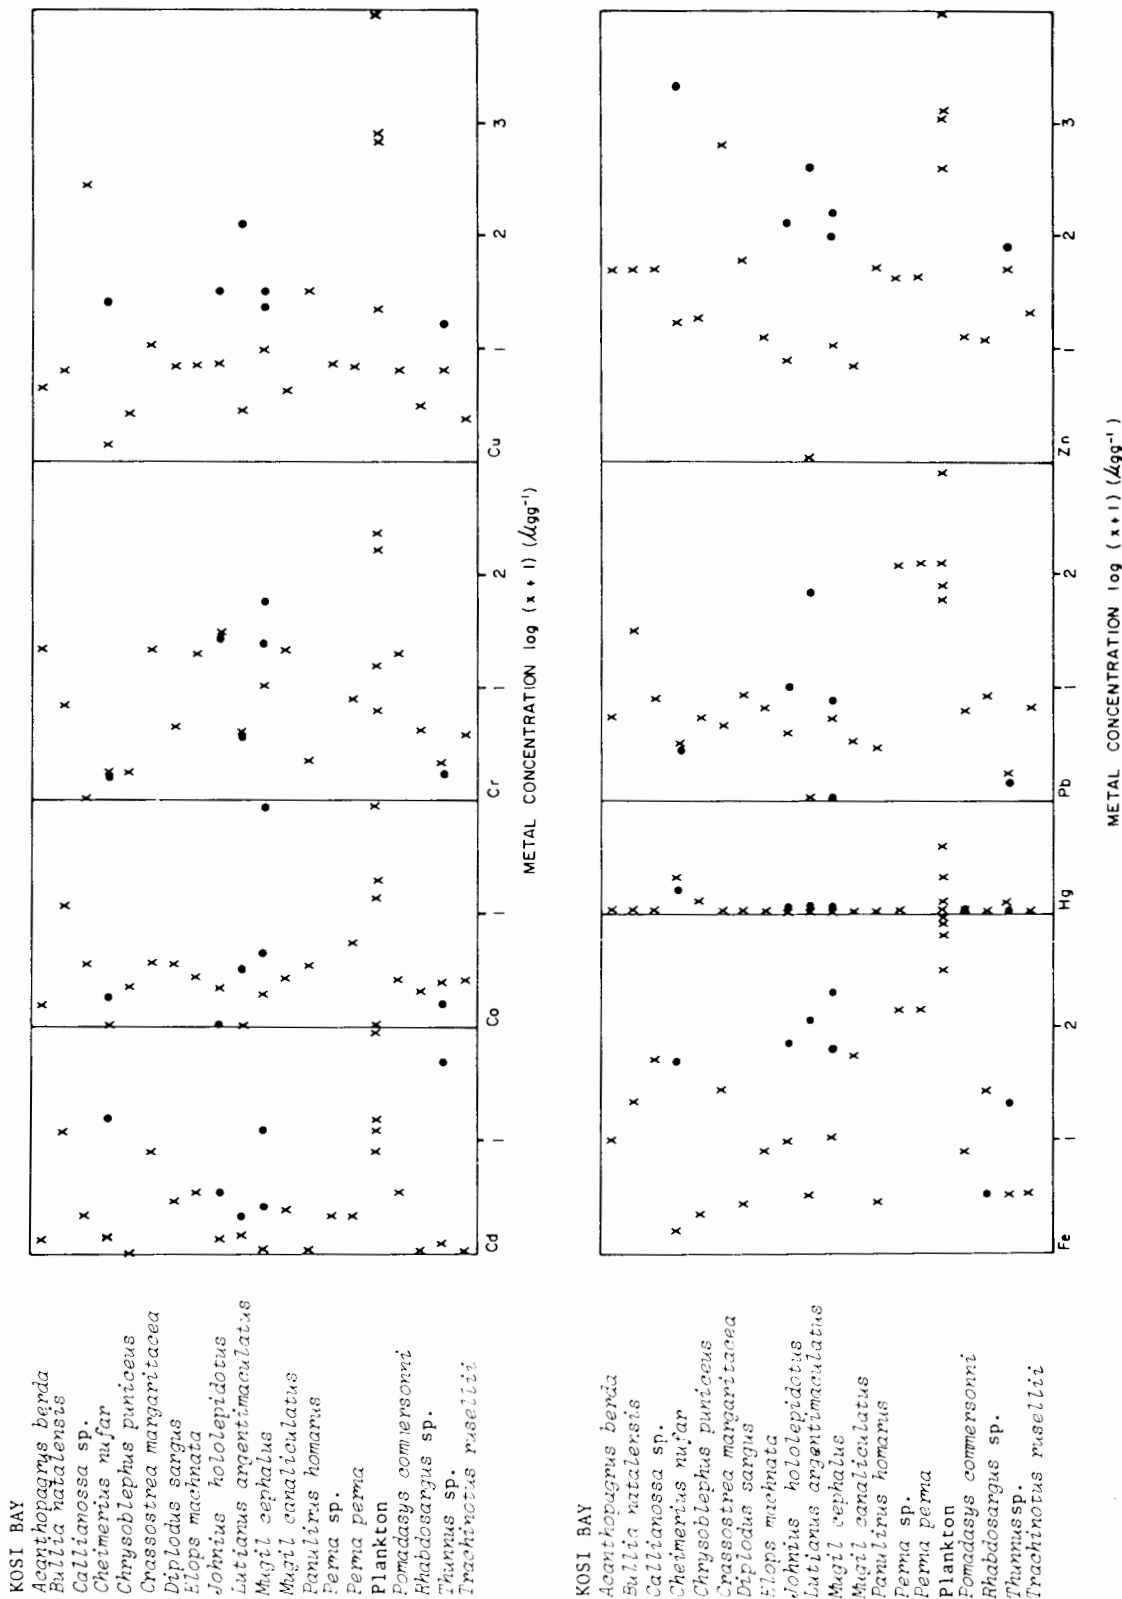 KOSI BAY
Acanthopagrus berda
Bullia natalensis
Callianossa sp.
Cheimerius nufar
Chrysoblephus puniceus
Crassostrea margaritacea
Diplodus sargus
Elops machnata
Johnius hololepidotus
Lutianus argentimaculatus
Mugil cephalus
Mugil canaliculatus
Panulirus homarus
Perna sp.
Perna perna
Plankton
Pomadasys commersonni
Rhabdosargus sp.
Thunnus sp.
Trachinotus rusellii
Cd 1 Co 1 Cr 1 2 Cu 1 2 3
METAL CONCENTRATION log (x + 1) (µgg⁻¹)
KOSI BAY
Acanthopagrus berda
Bullia natalensis
Callianossa sp.
Cheimerius nufar
Chrysoblephus puniceus
Crassostrea margaritacea
Diplodus sargus
Elops machnata
Johnius hololepidotus
Lutianus argentimaculatus
Mugil cephalus
Mugil canaliculatus
Panulirus homarus
Perna sp.
Perna perna
Plankton
Pomadasys commersonni
Rhabdosargus sp.
Thunnus sp.
Trachinotus rusellii
Fe 1 2 Hg Pb 1 2 Zn 1 2 3
METAL CONCENTRATION log (x + 1) (µgg⁻¹)